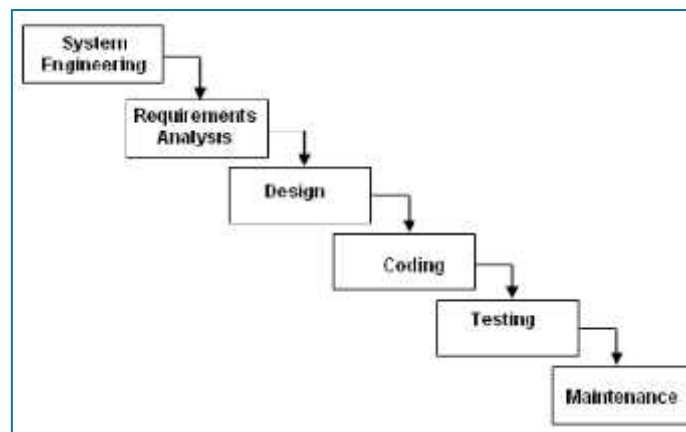 System
Engineering
Requirements
Analysis
Design
Coding
Testing
Maintenance